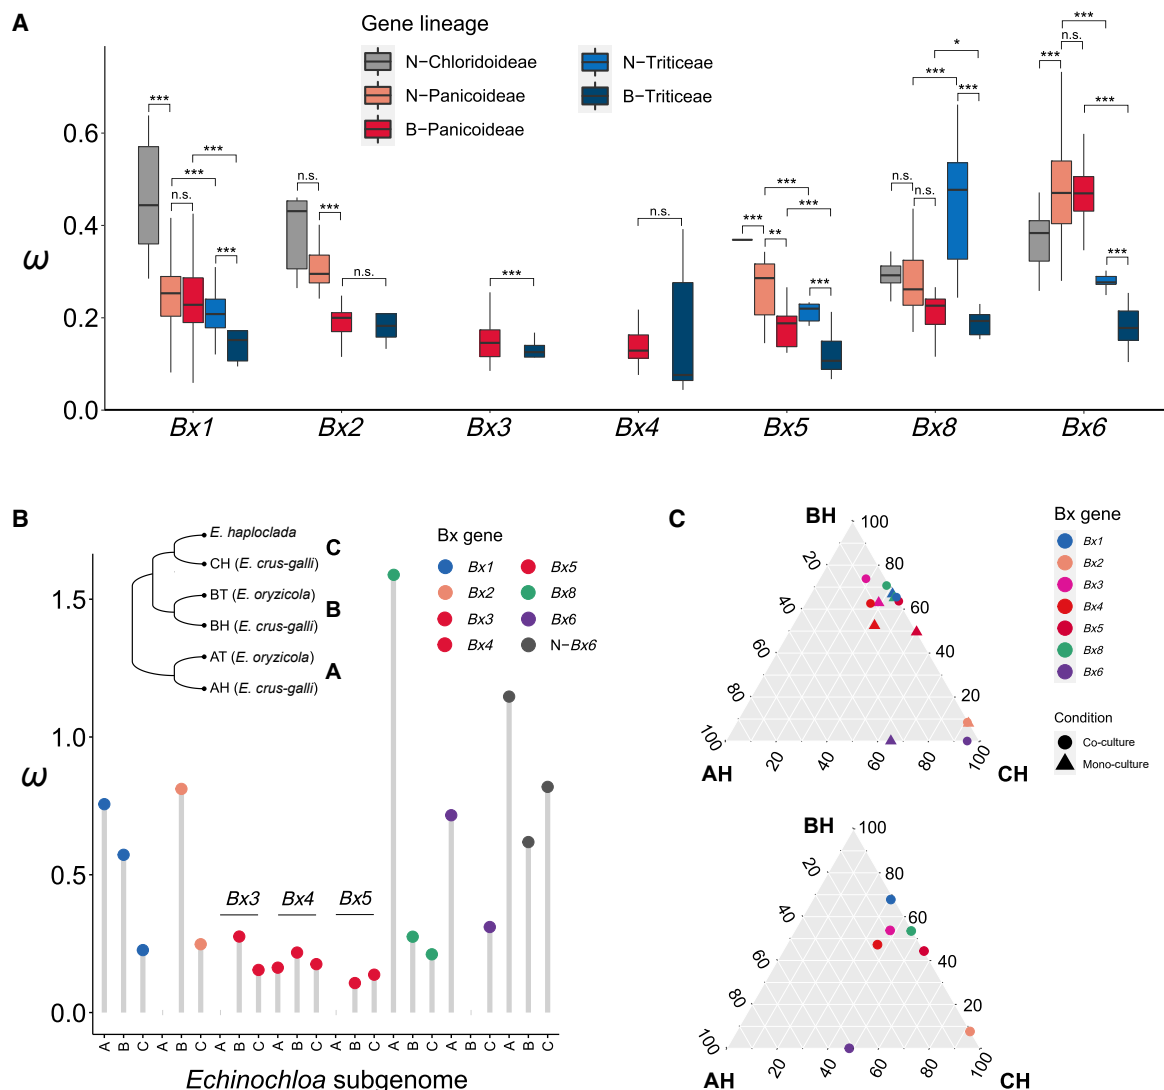 A
Gene lineage
N−Chloridoideae
N−Panicoideae
B−Panicoideae
N−Triticeae
B−Triticeae
ω
0.6
0.4
0.2
0.0
***
n.s.
***
***
***
n.s.
***
n.s.
***
n.s.
***
**
***
***
***
n.s.
n.s.
***
*
***
***
n.s.
***
***
***
Bx1
Bx2
Bx3
Bx4
Bx5
Bx8
Bx6
B
E. haploclada
CH (E. crus-galli)
BT (E. oryzicola)
BH (E. crus-galli)
AT (E. oryzicola)
AH (E. crus-galli)
C
B
A
Bx gene
Bx1
Bx2
Bx3
Bx4
Bx5
Bx8
Bx6
N−Bx6
ω
1.5
1.0
0.5
0.0
Bx3
Bx4
Bx5
A B C A B C A B C A B C A B C A B C A B C A B C
Echinochloa subgenome
C
BH
100
80
60
40
20
20
40
60
80
100
20
40
60
80
100
AH
CH
Bx gene
Bx1
Bx2
Bx3
Bx4
Bx5
Bx8
Bx6
Condition
Co−culture
Mono−culture
BH
100
80
60
40
20
20
40
60
80
100
20
40
60
80
100
AH
CH